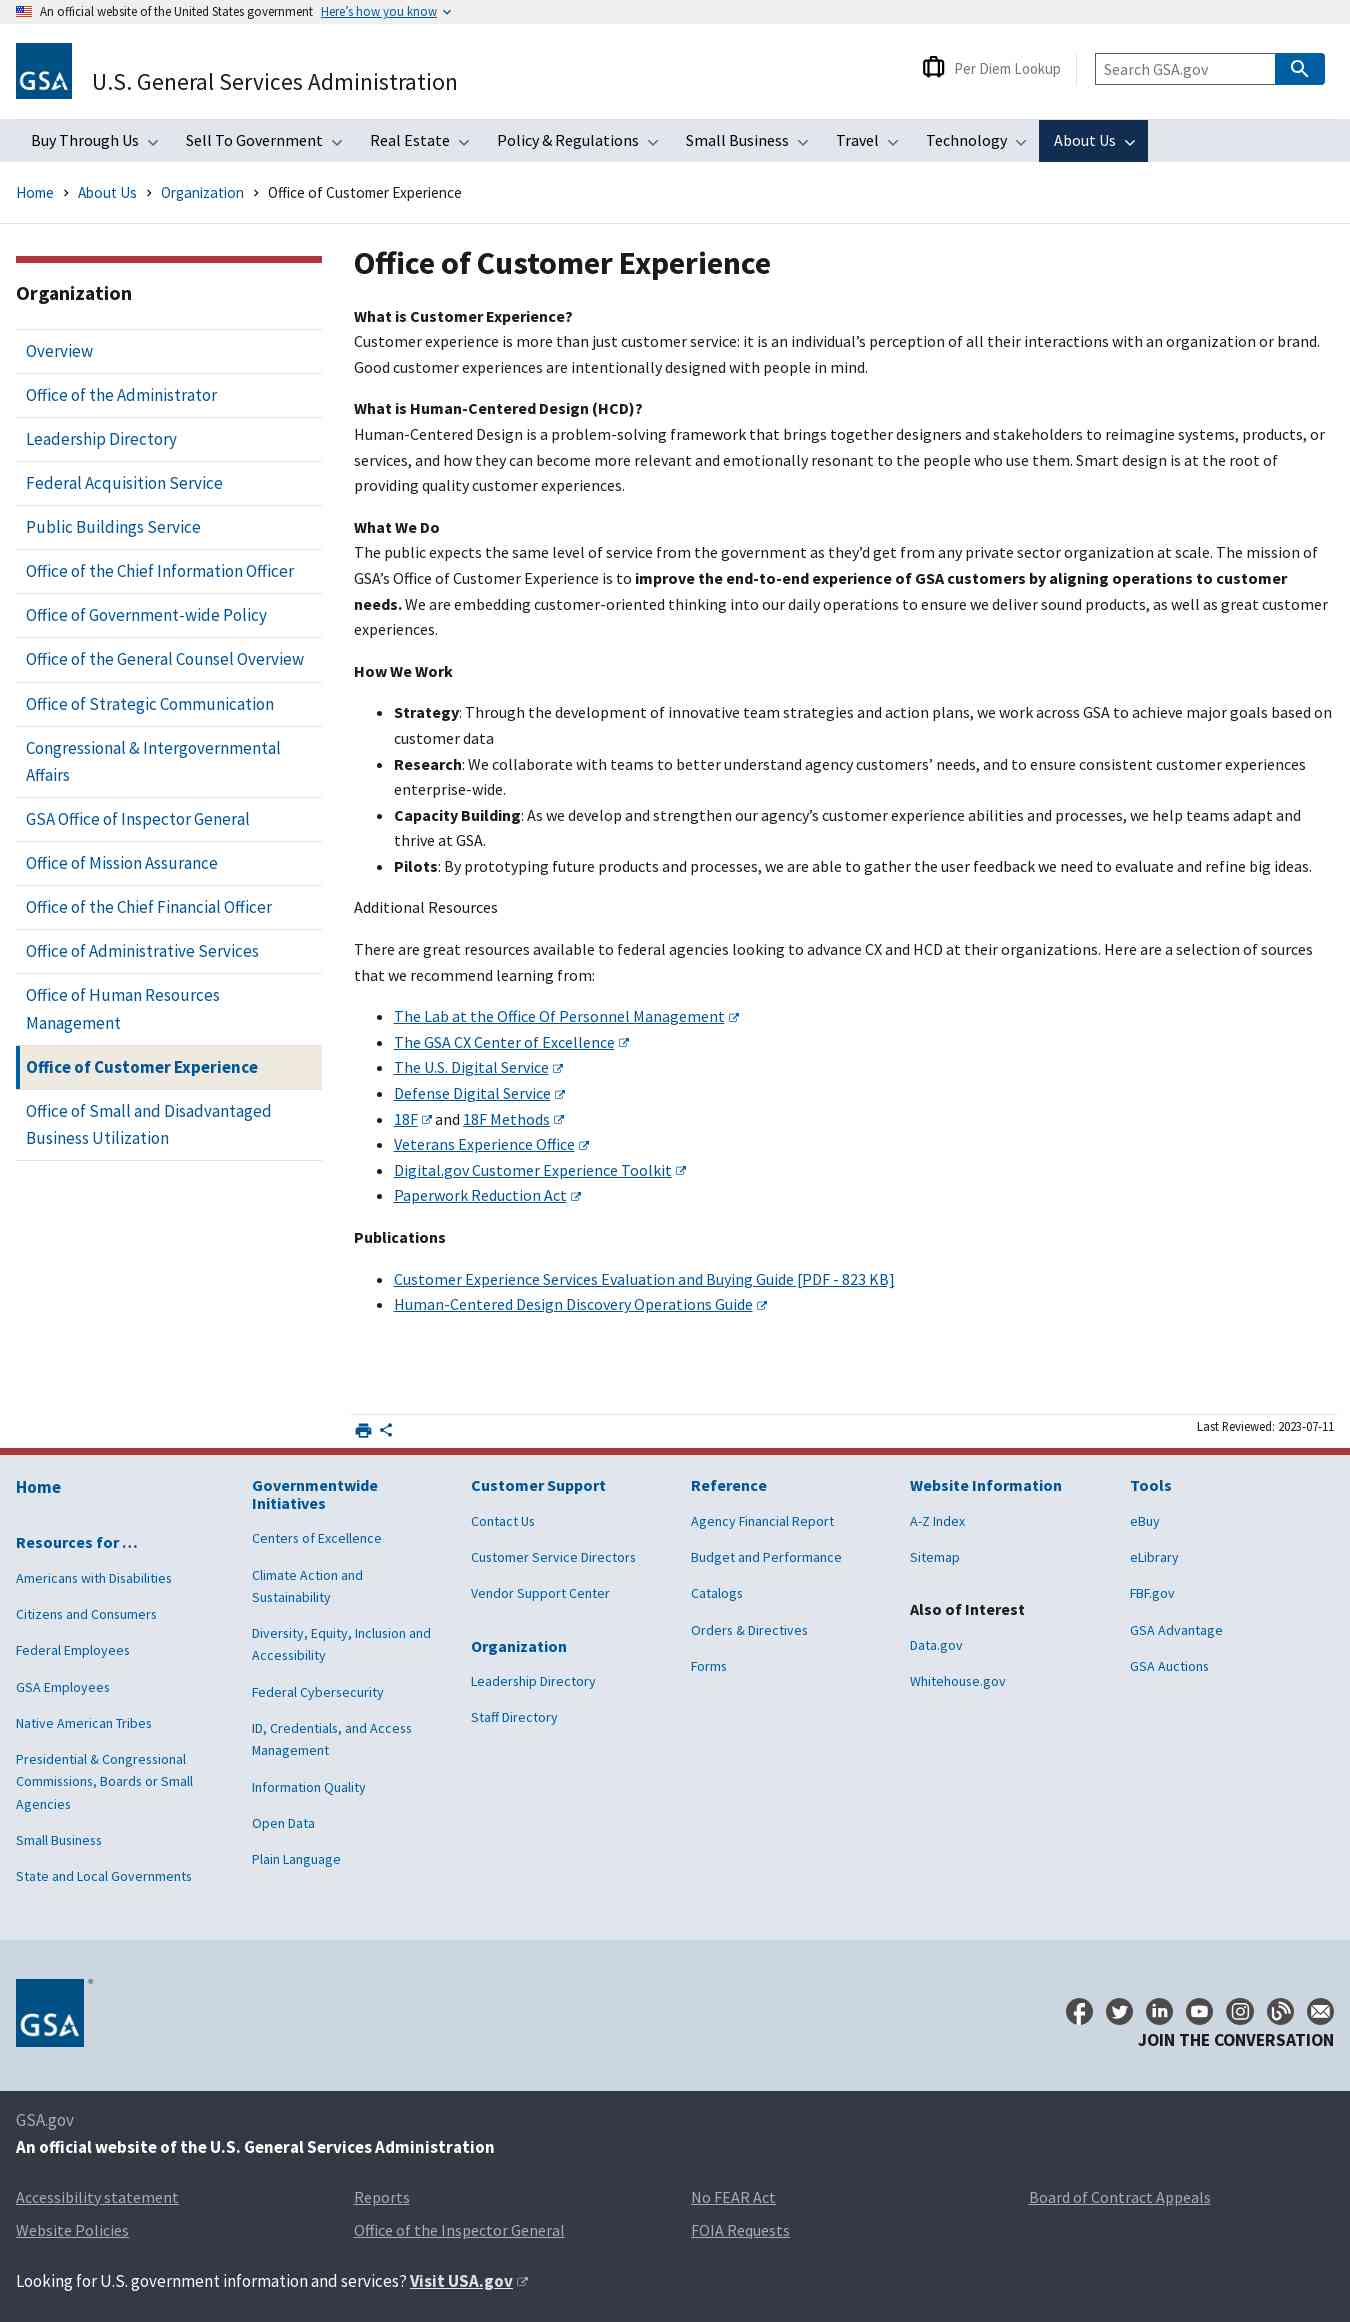 An official website of the United States government Here's how you know
GSA
U.S. General Services Administration
Per Diem Lookup
Search GSA.gov
Buy Through Us Sell To Government Real Estate Policy & Regulations Small Business Travel Technology About Us
Home > About Us > Organization > Office of Customer Experience
Organization
Overview
Office of the Administrator
Leadership Directory
Federal Acquisition Service
Public Buildings Service
Office of the Chief Information Officer
Office of Government-wide Policy
Office of the General Counsel Overview
Office of Strategic Communication
Congressional & Intergovernmental
Affairs
GSA Office of Inspector General
Office of Mission Assurance
Office of the Chief Financial Officer
Office of Administrative Services
Office of Human Resources
Management
Office of Customer Experience
Office of Small and Disadvantaged
Business Utilization
Office of Customer Experience
What is Customer Experience?
Customer experience is more than just customer service: it is an individual’s perception of all their interactions with an organization or brand.
Good customer experiences are intentionally designed with people in mind.
What is Human-Centered Design (HCD)?
Human-Centered Design is a problem-solving framework that brings together designers and stakeholders to reimagine systems, products, or
services, and how they can become more relevant and emotionally resonant to the people who use them. Smart design is at the root of
providing quality customer experiences.
What We Do
The public expects the same level of service from the government as they’d get from any private sector organization at scale. The mission of
GSA’s Office of Customer Experience is to improve the end-to-end experience of GSA customers by aligning operations to customer
needs. We are embedding customer-oriented thinking into our daily operations to ensure we deliver sound products, as well as great customer
experiences.
How We Work
• Strategy: Through the development of innovative team strategies and action plans, we work across GSA to achieve major goals based on
customer data
• Research: We collaborate with teams to better understand agency customers’ needs, and to ensure consistent customer experiences
enterprise-wide.
• Capacity Building: As we develop and strengthen our agency’s customer experience abilities and processes, we help teams adapt and
thrive at GSA.
• Pilots: By prototyping future products and processes, we are able to gather the user feedback we need to evaluate and refine big ideas.
Additional Resources
There are great resources available to federal agencies looking to advance CX and HCD at their organizations. Here are a selection of sources
that we recommend learning from:
• The Lab at the Office Of Personnel Management
• The GSA CX Center of Excellence
• The U.S. Digital Service
• Defense Digital Service
• 18F and 18F Methods
• Veterans Experience Office
• Digital.gov Customer Experience Toolkit
• Paperwork Reduction Act
Publications
• Customer Experience Services Evaluation and Buying Guide [PDF - 823 KB]
• Human-Centered Design Discovery Operations Guide
Last Reviewed: 2023-07-11
Home
Resources for …
Americans with Disabilities
Citizens and Consumers
Federal Employees
GSA Employees
Native American Tribes
Presidential & Congressional
Commissions, Boards or Small
Agencies
Small Business
State and Local Governments
Governmentwide
Initiatives
Centers of Excellence
Climate Action and
Sustainability
Diversity, Equity, Inclusion and
Accessibility
Federal Cybersecurity
ID, Credentials, and Access
Management
Information Quality
Open Data
Plain Language
Customer Support
Contact Us
Customer Service Directors
Vendor Support Center
Organization
Leadership Directory
Staff Directory
Reference
Agency Financial Report
Budget and Performance
Catalogs
Orders & Directives
Forms
Website Information
A-Z Index
Sitemap
Also of Interest
Data.gov
Whitehouse.gov
Tools
eBuy
eLibrary
FBF.gov
GSA Advantage
GSA Auctions
GSA
JOIN THE CONVERSATION
GSA.gov
An official website of the U.S. General Services Administration
Accessibility statement Reports No FEAR Act Board of Contract Appeals
Website Policies Office of the Inspector General FOIA Requests
Looking for U.S. government information and services? Visit USA.gov